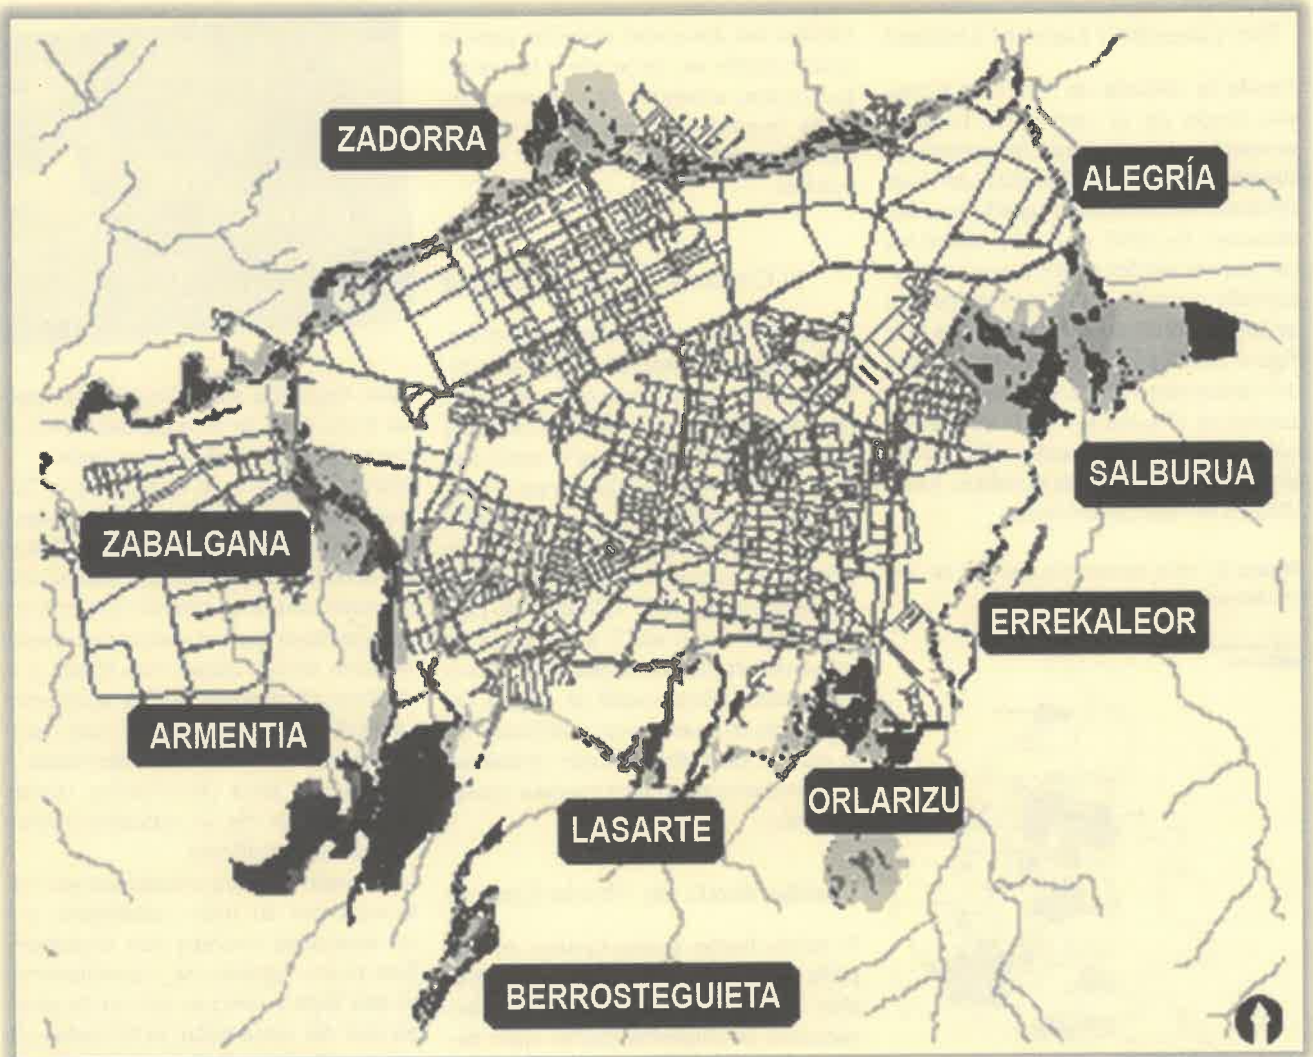 ZADORRA
ALEGRÍA
SALBURUA
ZABALGANA
ERREKALEOR
ARMENTIA
ORLARIZU
LASARTE
BERROSTEGUIETA